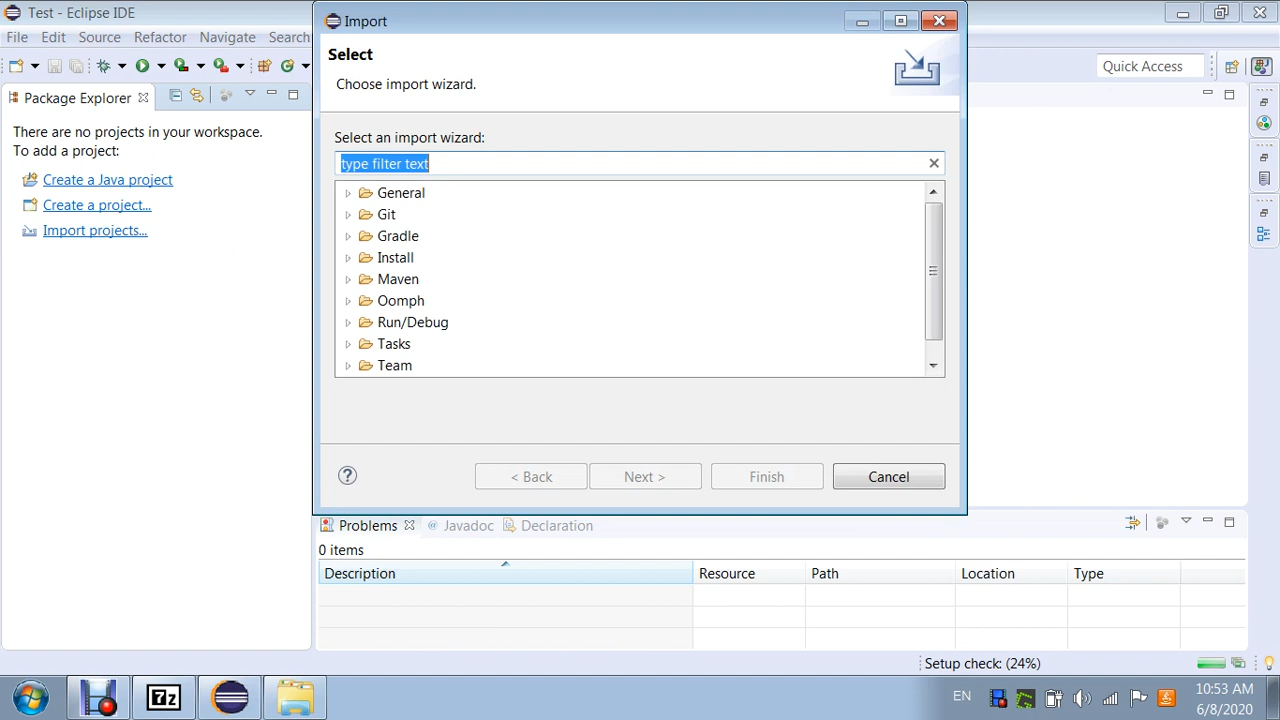 Test - Eclipse IDE
File Edit Source Refactor Navigate Search
Quick Access
Package Explorer
There are no projects in your workspace.
To add a project:
Create a Java project
Create a project...
Import projects...
Import
Select
Choose import wizard.
Select an import wizard:
type filter text
General
Git
Gradle
Install
Maven
Oomph
Run/Debug
Tasks
Team
< Back Next > Finish Cancel
Problems @ Javadoc Declaration
0 items
Description Resource Path Location Type
Setup check: (24%)
7z
EN
10:53 AM
6/8/2020